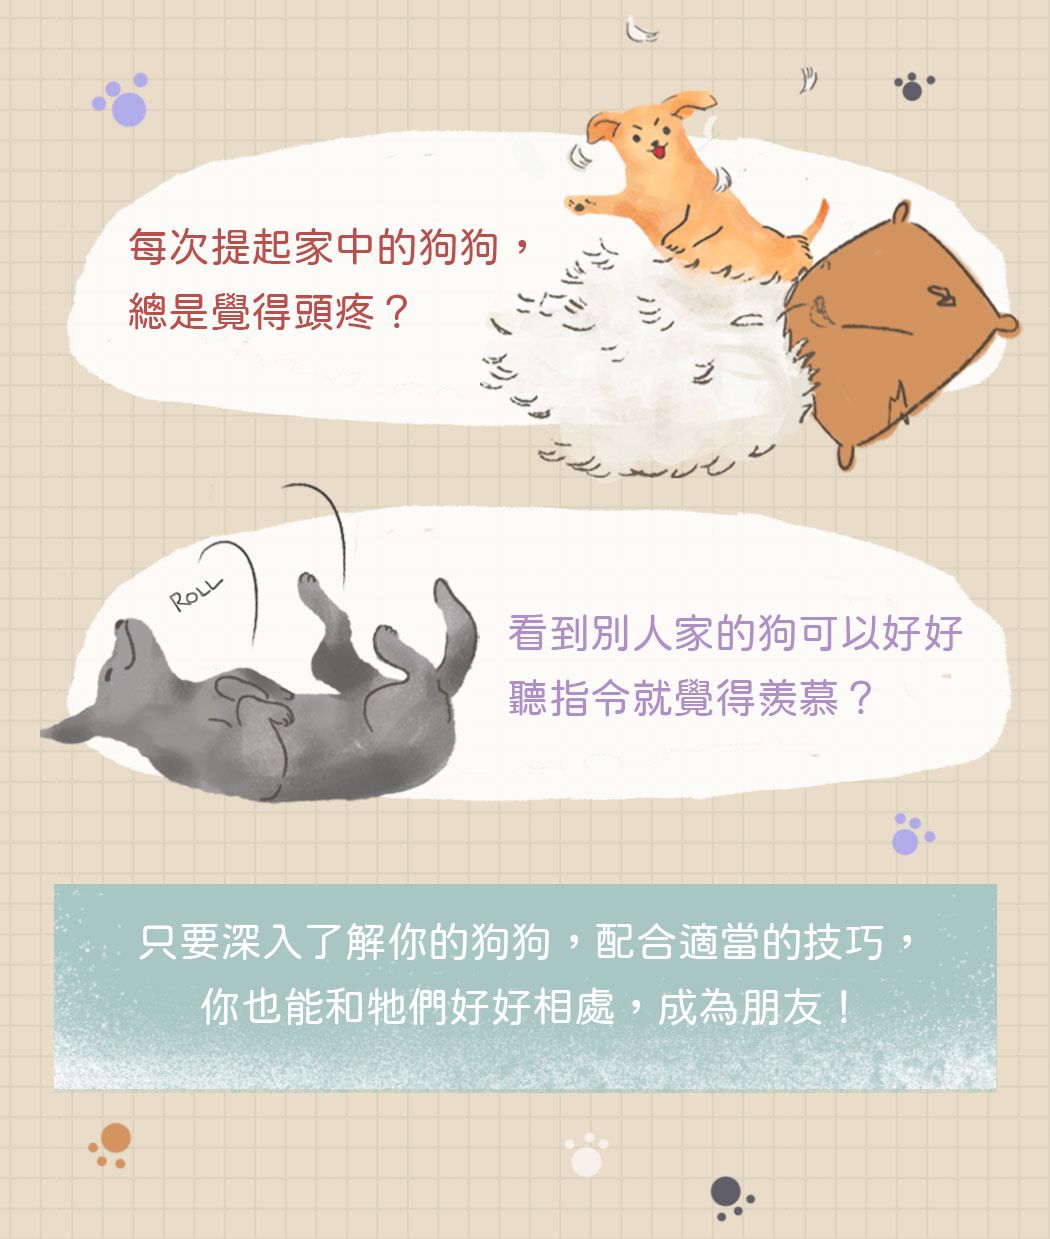 每次提起家中的狗狗，
總是覺得頭疼？
ROLL
看到別人家的狗可以好好
聽指令就覺得羨慕？
只要深入了解你的狗狗，配合適當的技巧，
你也能和牠們好好相處，成為朋友！